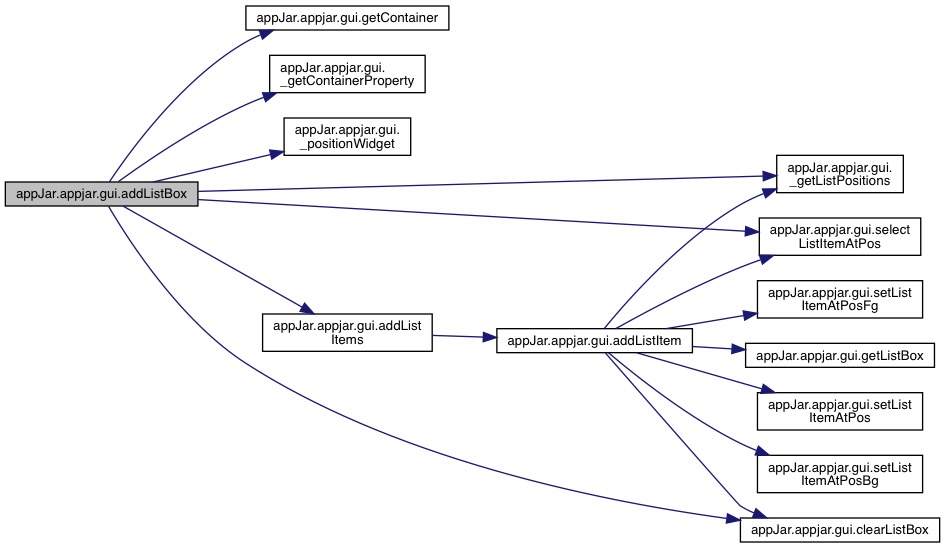 appJar.appjar.gui.getContainer
appJar.appjar.gui.
_getContainerProperty
appJar.appjar.gui.
_positionWidget
appJar.appjar.gui.addListBox
appJar.appjar.gui.
_getListPositions
appJar.appjar.gui.select
ListItemAtPos
appJar.appjar.gui.setList
ItemAtPosFg
appJar.appjar.gui.addList
Items
appJar.appjar.gui.addListItem
appJar.appjar.gui.getListBox
appJar.appjar.gui.setList
ItemAtPos
appJar.appjar.gui.setList
ItemAtPosBg
appJar.appjar.gui.clearListBox